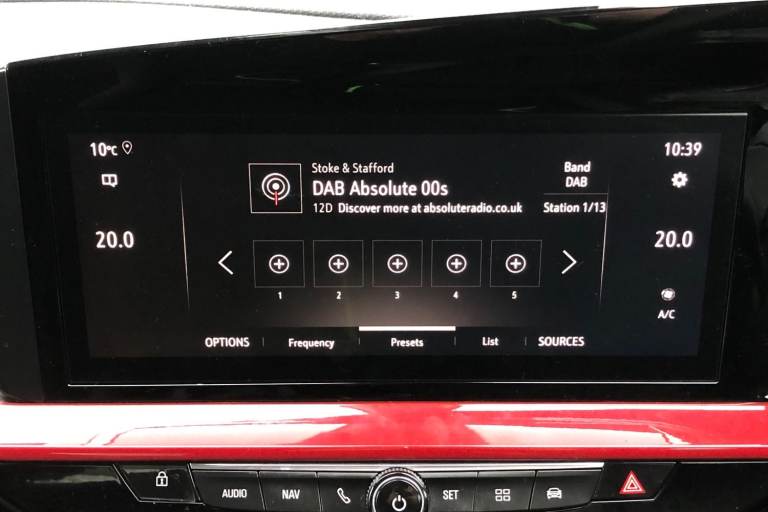 10°C
10:39
Stoke & Stafford
DAB Absolute 00s
12D Discover more at absoluteradio.co.uk
Band
DAB
Station 1/13
20.0
20.0
1 2 3 4 5
A/C
OPTIONS Frequency Presets List SOURCES
AUDIO NAV SET